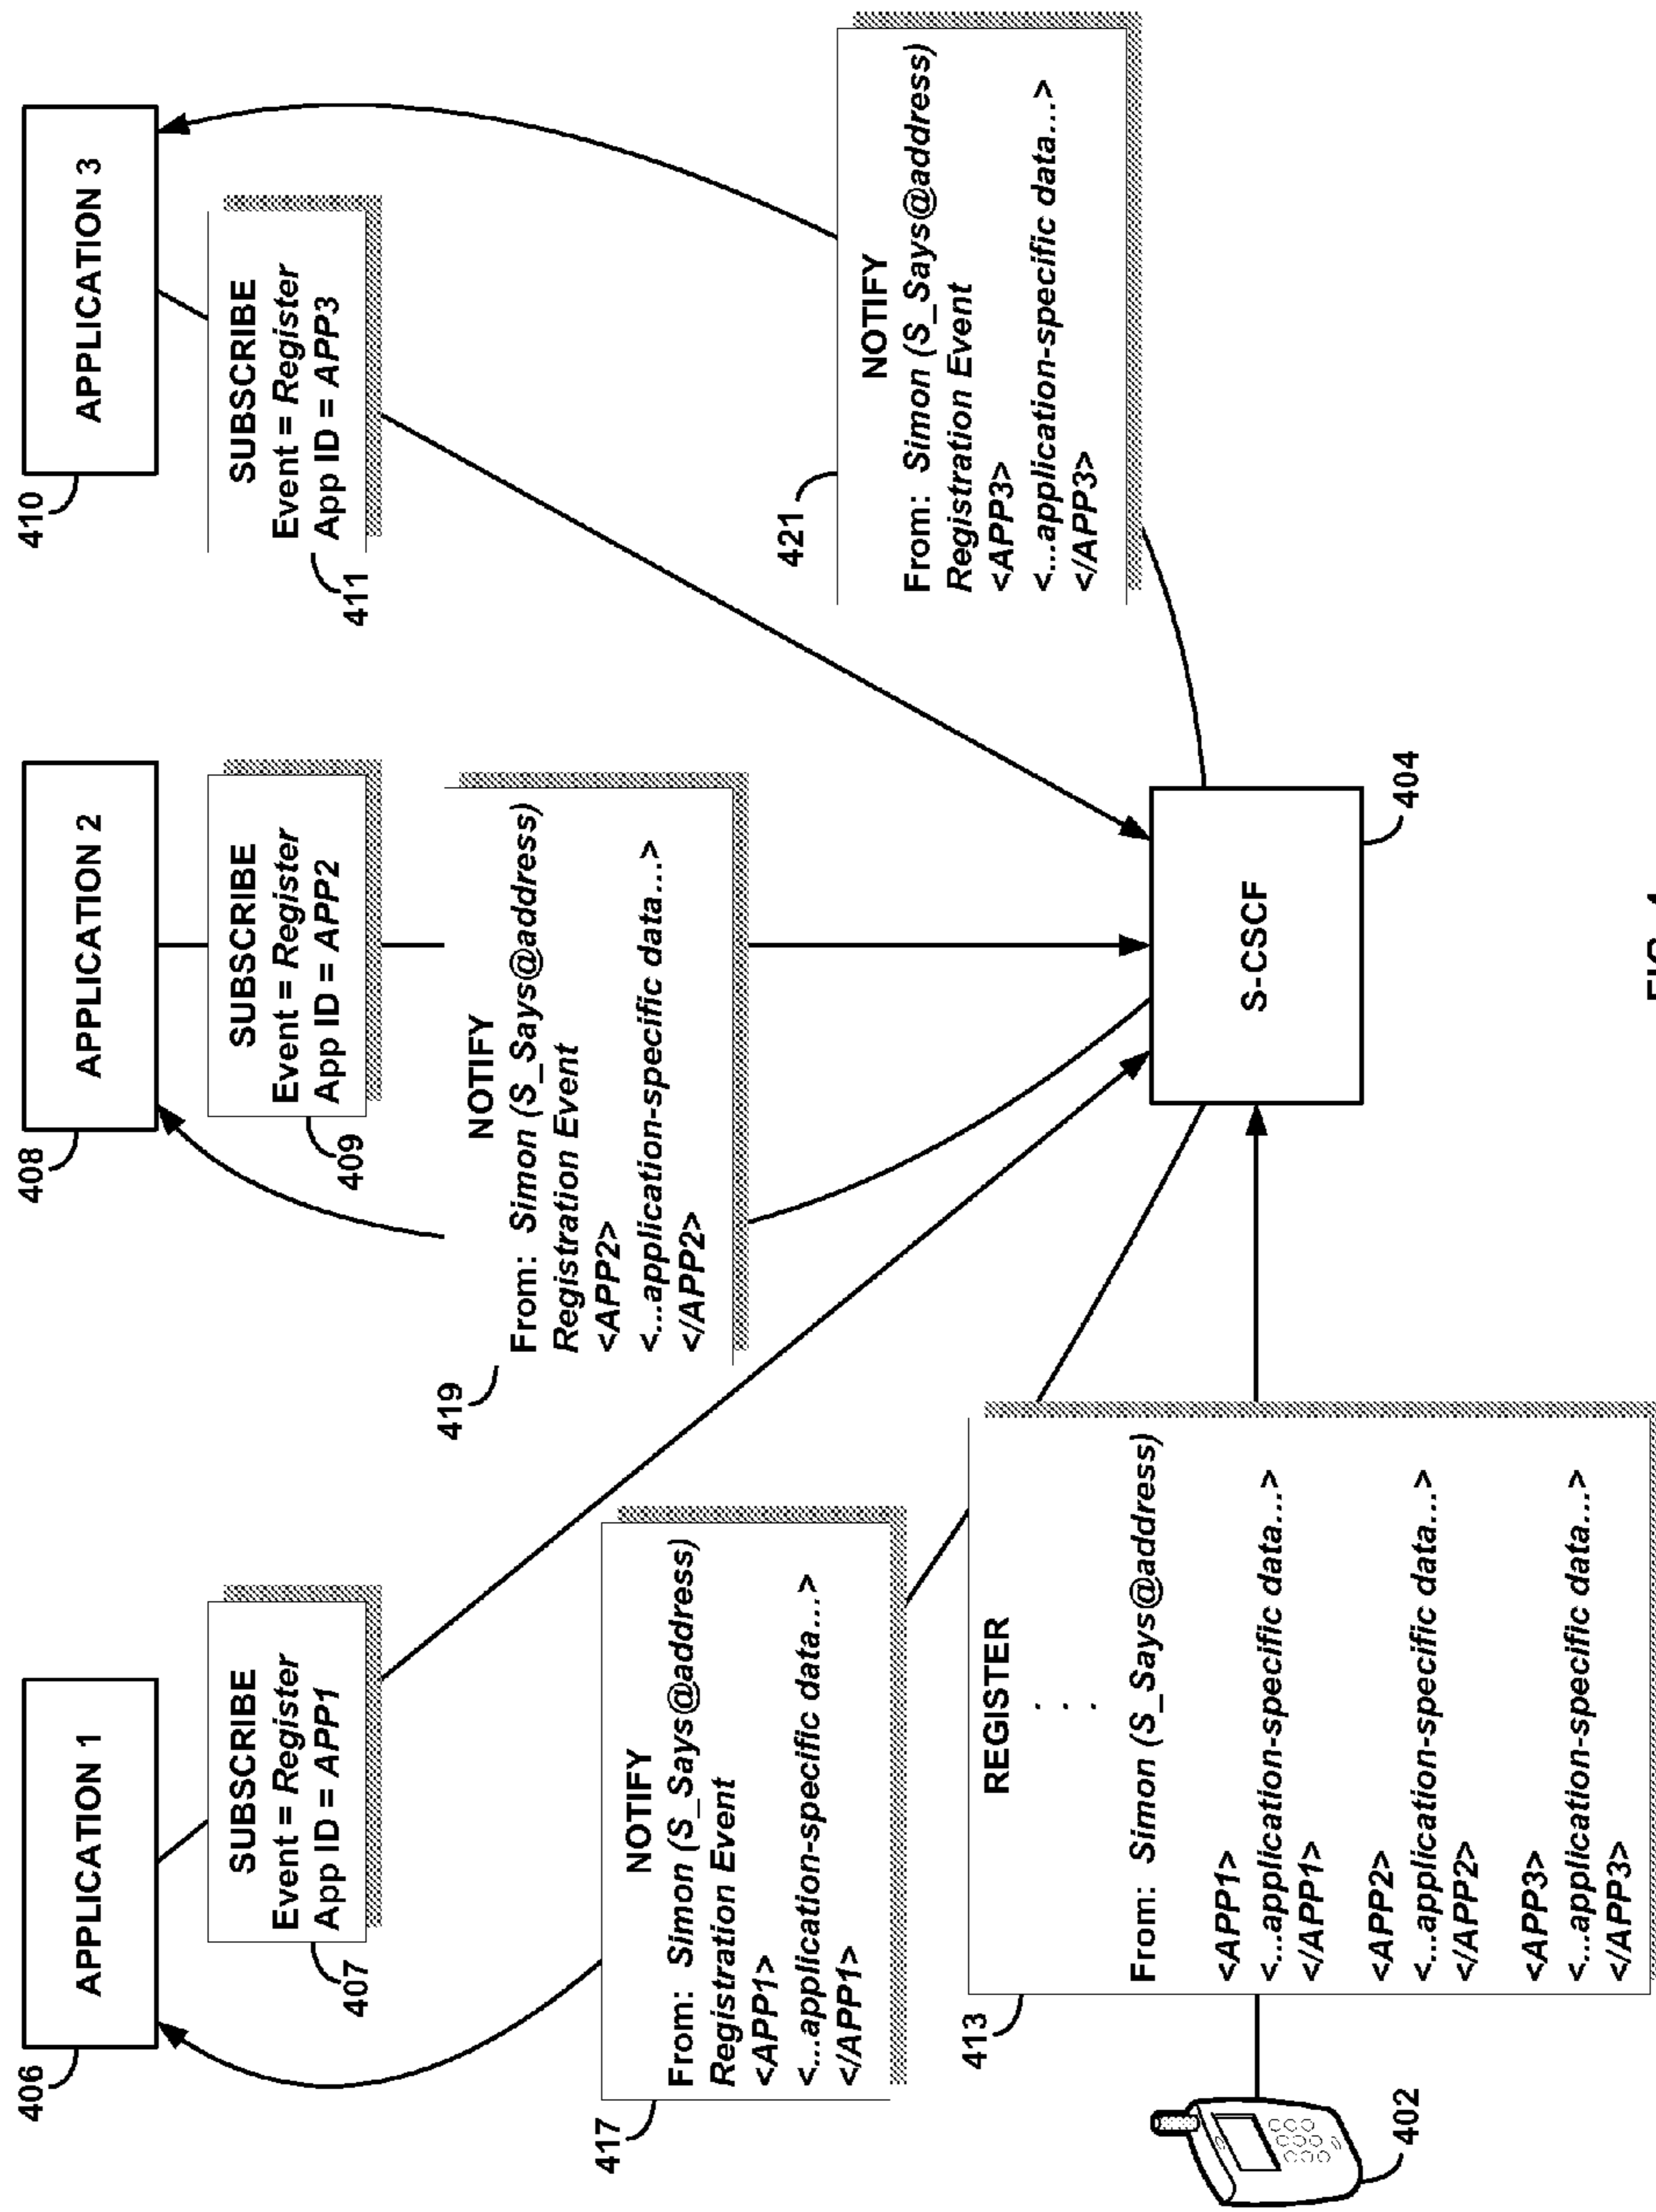 406
APPLICATION 1
408
APPLICATION 2
410
APPLICATION 3
407
SUBSCRIBE
Event = Register
App ID = APP1
409
SUBSCRIBE
Event = Register
App ID = APP2
411
SUBSCRIBE
Event = Register
App ID = APP3
419
NOTIFY
From: Simon (S_Says@address)
Registration Event
<APP2>
<...application-specific data...>
</APP2>
417
NOTIFY
From: Simon (S_Says@address)
Registration Event
<APP1>
<...application-specific data...>
</APP1>
421
NOTIFY
From: Simon (S_Says@address)
Registration Event
<APP3>
<...application-specific data...>
</APP3>
413
REGISTER
.
.
.
From: Simon (S_Says@address)
<APP1>
<...application-specific data...>
</APP1>
<APP2>
<...application-specific data...>
</APP2>
<APP3>
<...application-specific data...>
</APP3>
402
S-CSCF
404